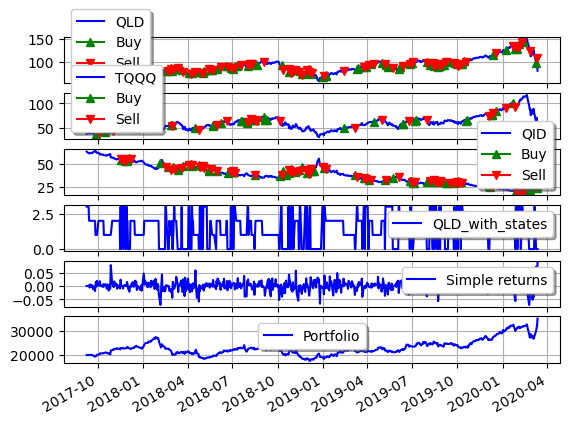 QLD
Buy
Sell
150
100
TQQQ
Buy
Sell
100
50
QID
Buy
Sell
50
25
QLD_with_states
2.5
0.0
Simple returns
0.05
0.00
−0.05
Portfolio
30000
20000
2017-10 2018-01 2018-04 2018-07 2018-10 2019-01 2019-04 2019-07 2019-10 2020-01 2020-04